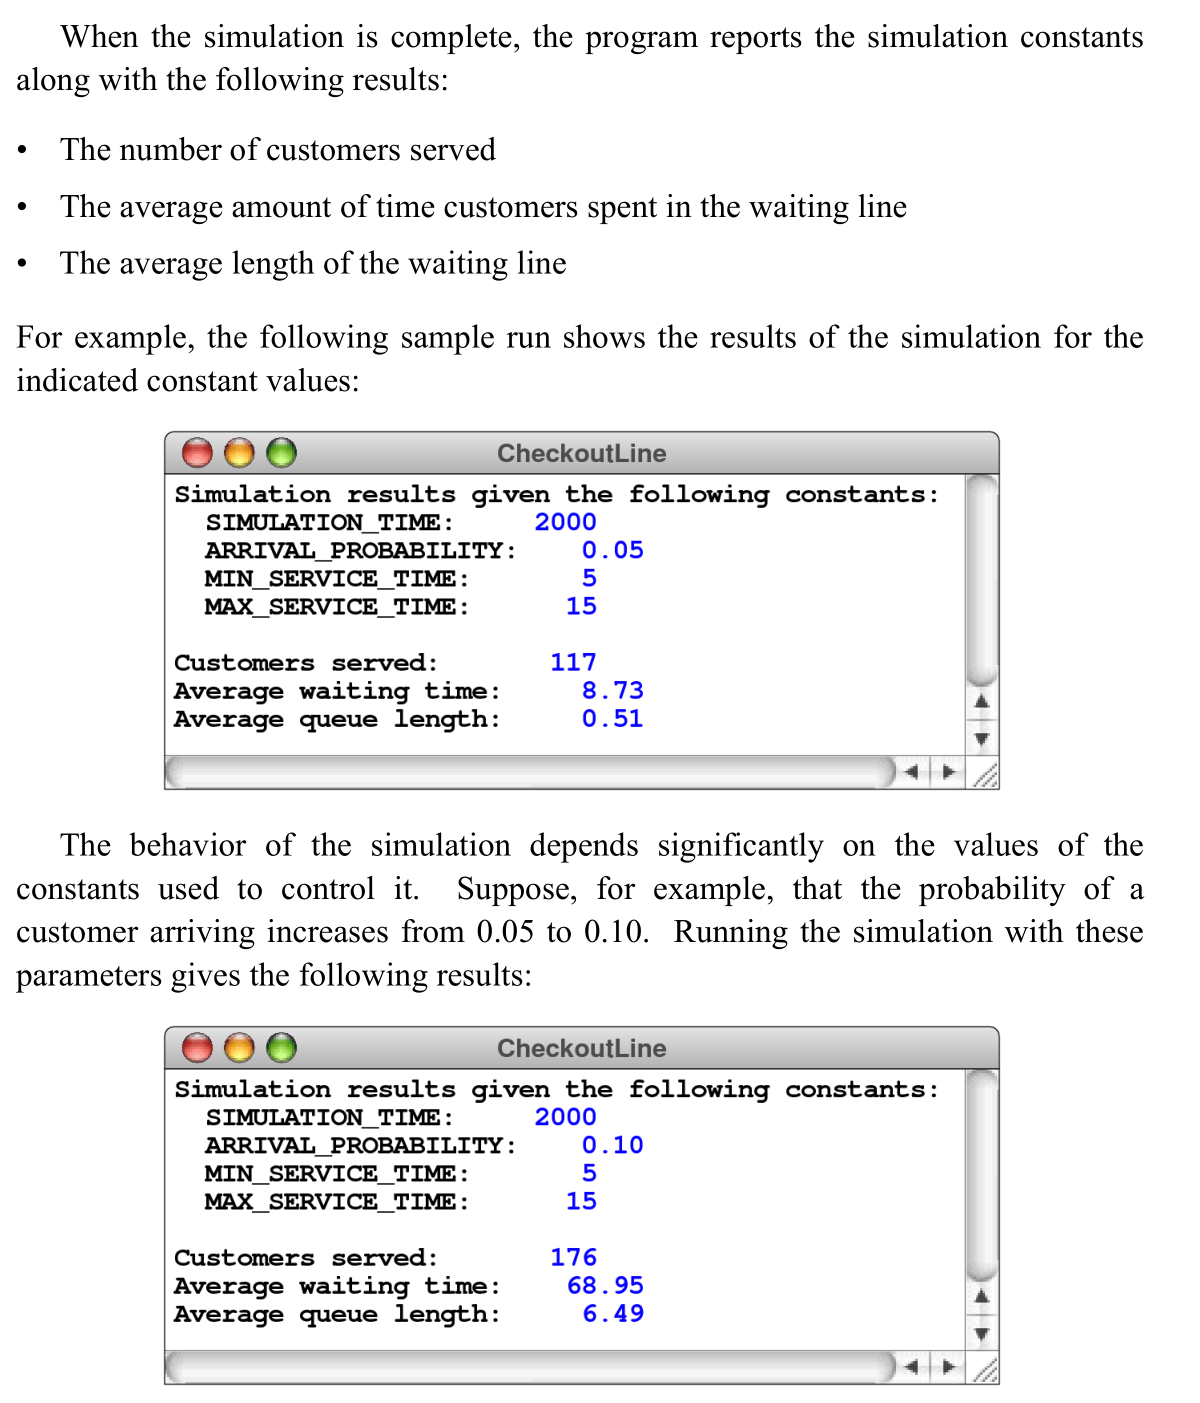 When the simulation is complete, the program reports the simulation constants
along with the following results:
• The number of customers served
• The average amount of time customers spent in the waiting line
• The average length of the waiting line
For example, the following sample run shows the results of the simulation for the
indicated constant values:
CheckoutLine
Simulation results given the following constants:
SIMULATION_TIME: 2000
ARRIVAL_PROBABILITY: 0.05
MIN_SERVICE_TIME: 5
MAX_SERVICE_TIME: 15
Customers served: 117
Average waiting time: 8.73
Average queue length: 0.51
The behavior of the simulation depends significantly on the values of the
constants used to control it. Suppose, for example, that the probability of a
customer arriving increases from 0.05 to 0.10. Running the simulation with these
parameters gives the following results:
CheckoutLine
Simulation results given the following constants:
SIMULATION_TIME: 2000
ARRIVAL_PROBABILITY: 0.10
MIN_SERVICE_TIME: 5
MAX_SERVICE_TIME: 15
Customers served: 176
Average waiting time: 68.95
Average queue length: 6.49